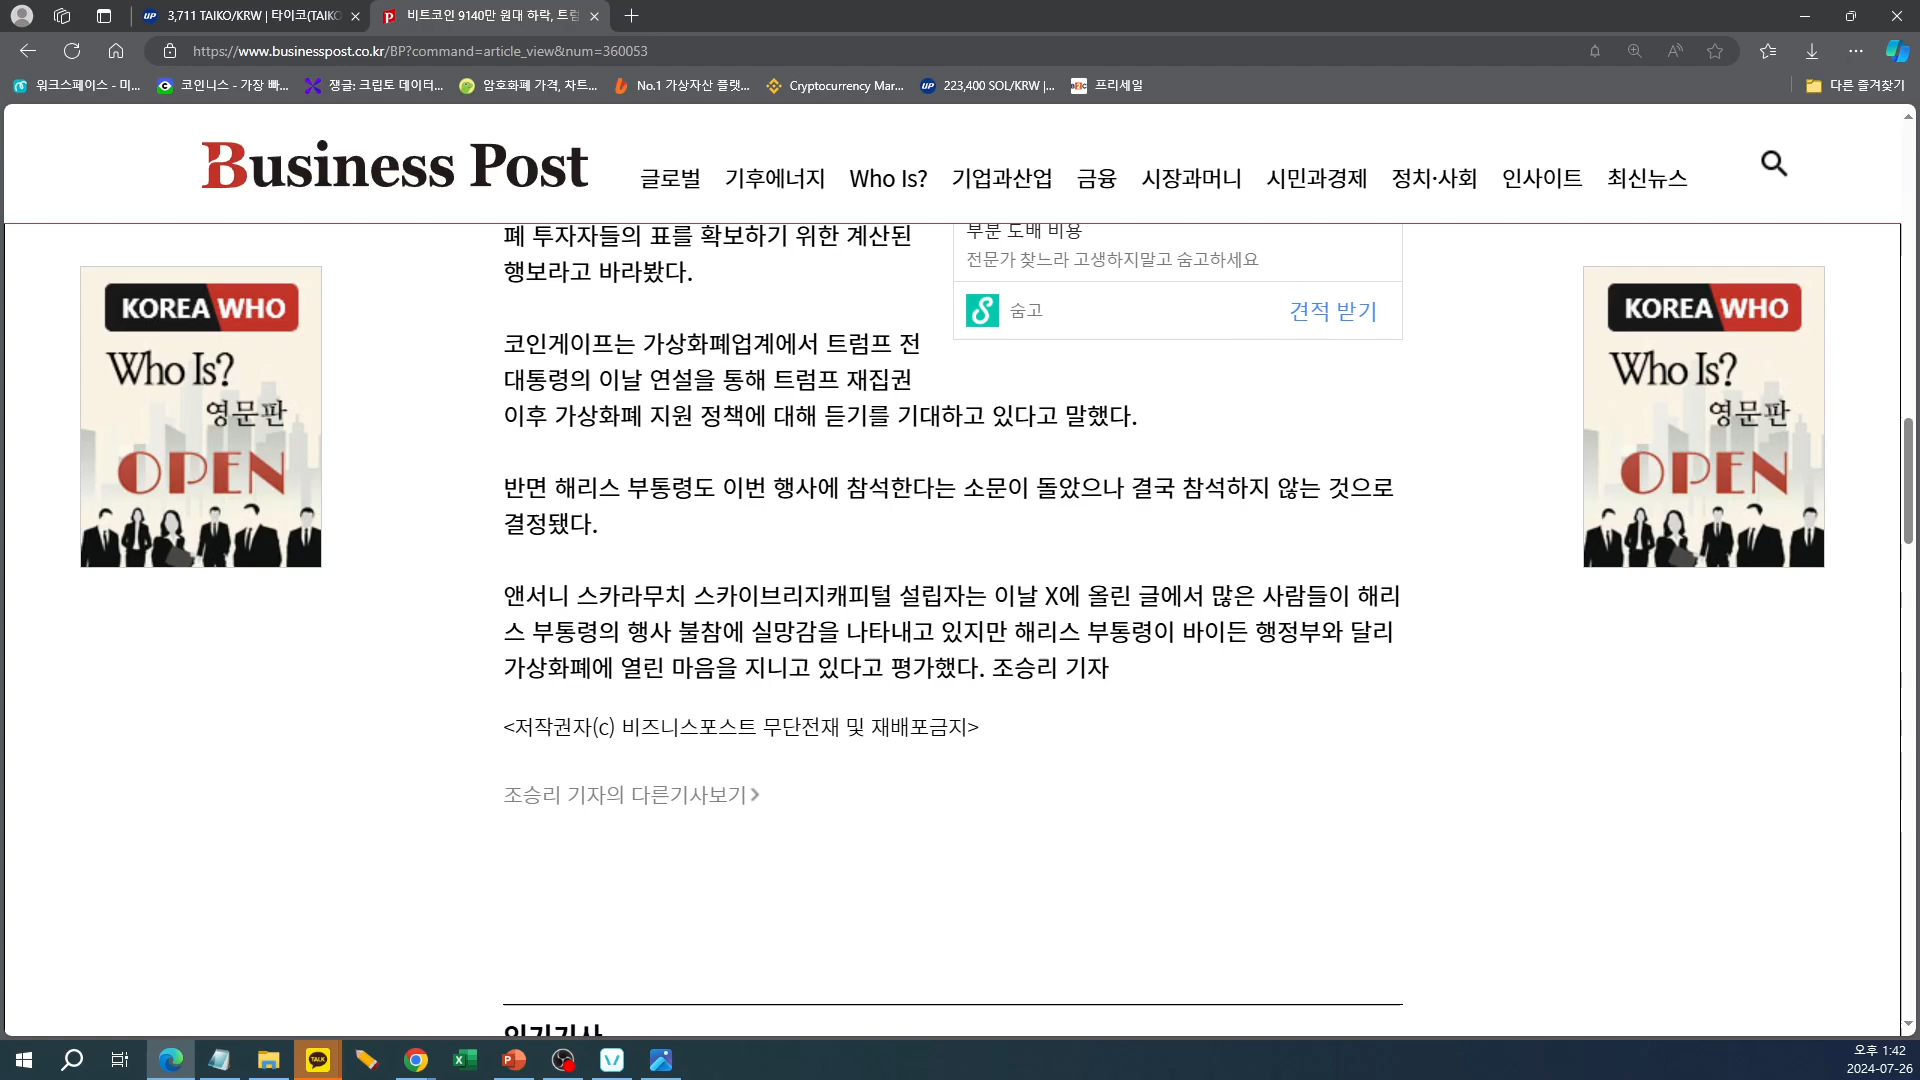 3,711 TAIKO/KRW | 타이코(TAIKO
비트코인 9140만 원대 하락, 트럼
https://www.businesspost.co.kr/BP?command=article_view&num=360053
워크스페이스 - 미...
코인니스 - 가장 빠...
쟁글: 크립토 데이터...
암호화폐 가격, 차트...
No.1 가상자산 플랫...
Cryptocurrency Mar...
223,400 SOL/KRW |...
프리세일
다른 즐겨찾기
Business Post
글로벌 기후에너지 Who Is? 기업과산업 금융 시장과머니 시민과경제 정치·사회 인사이트 최신뉴스
폐 투자자들의 표를 확보하기 위한 계산된
행보라고 바라봤다.
부분 도배 비용
전문가 찾느라 고생하지말고 숨고하세요
숨고
견적 받기
KOREA WHO
Who Is?
영문판
OPEN
코인게이프는 가상화폐업계에서 트럼프 전
대통령의 이날 연설을 통해 트럼프 재집권
이후 가상화폐 지원 정책에 대해 듣기를 기대하고 있다고 말했다.
반면 해리스 부통령도 이번 행사에 참석한다는 소문이 돌았으나 결국 참석하지 않는 것으로
결정됐다.
앤서니 스카라무치 스카이브리지캐피털 설립자는 이날 X에 올린 글에서 많은 사람들이 해리
스 부통령의 행사 불참에 실망감을 나타내고 있지만 해리스 부통령이 바이든 행정부와 달리
가상화폐에 열린 마음을 지니고 있다고 평가했다. 조승리 기자
<저작권자(c) 비즈니스포스트 무단전재 및 재배포금지>
조승리 기자의 다른기사보기
KOREA WHO
Who Is?
영문판
OPEN
인기기사
TALK
오후 1:42
2024-07-26